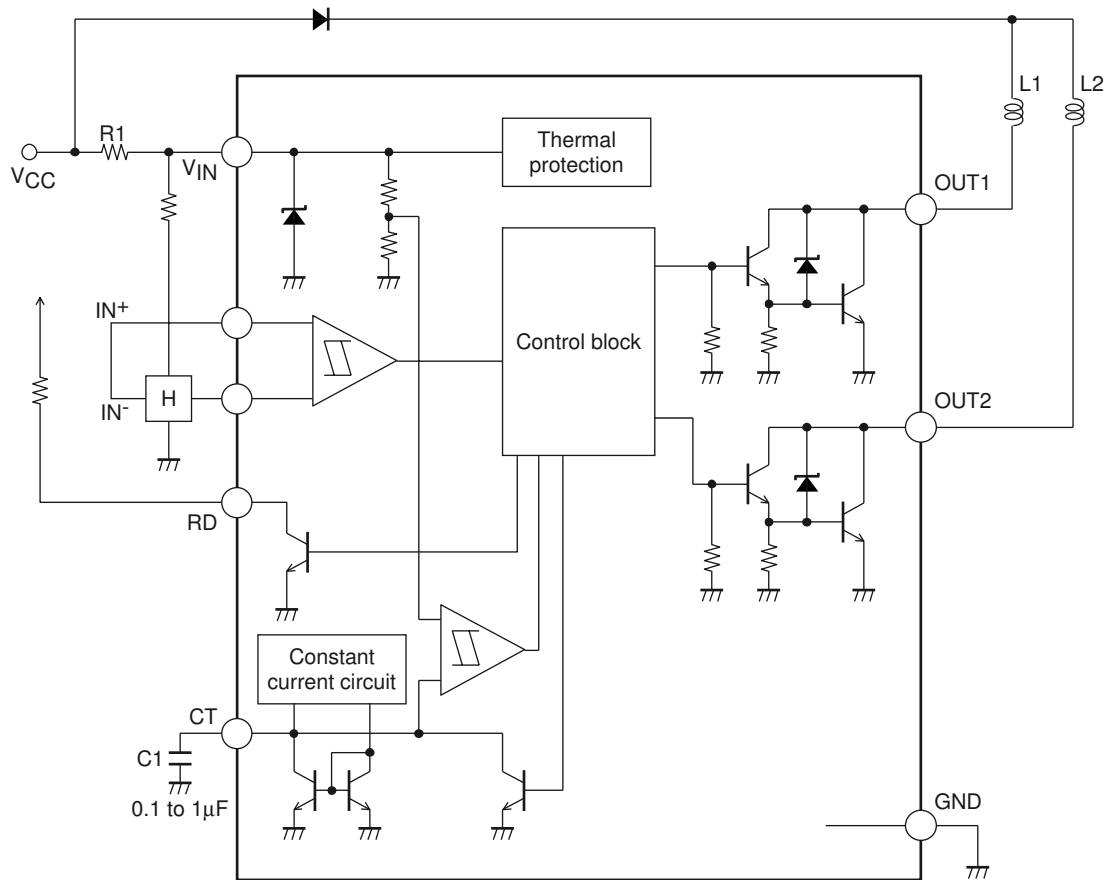 L1
L2
R1
VCC
VIN
Thermal
protection
OUT1
IN+
Control block
IN-
H
OUT2
RD
Constant
current circuit
CT
C1
0.1 to 1µF
GND